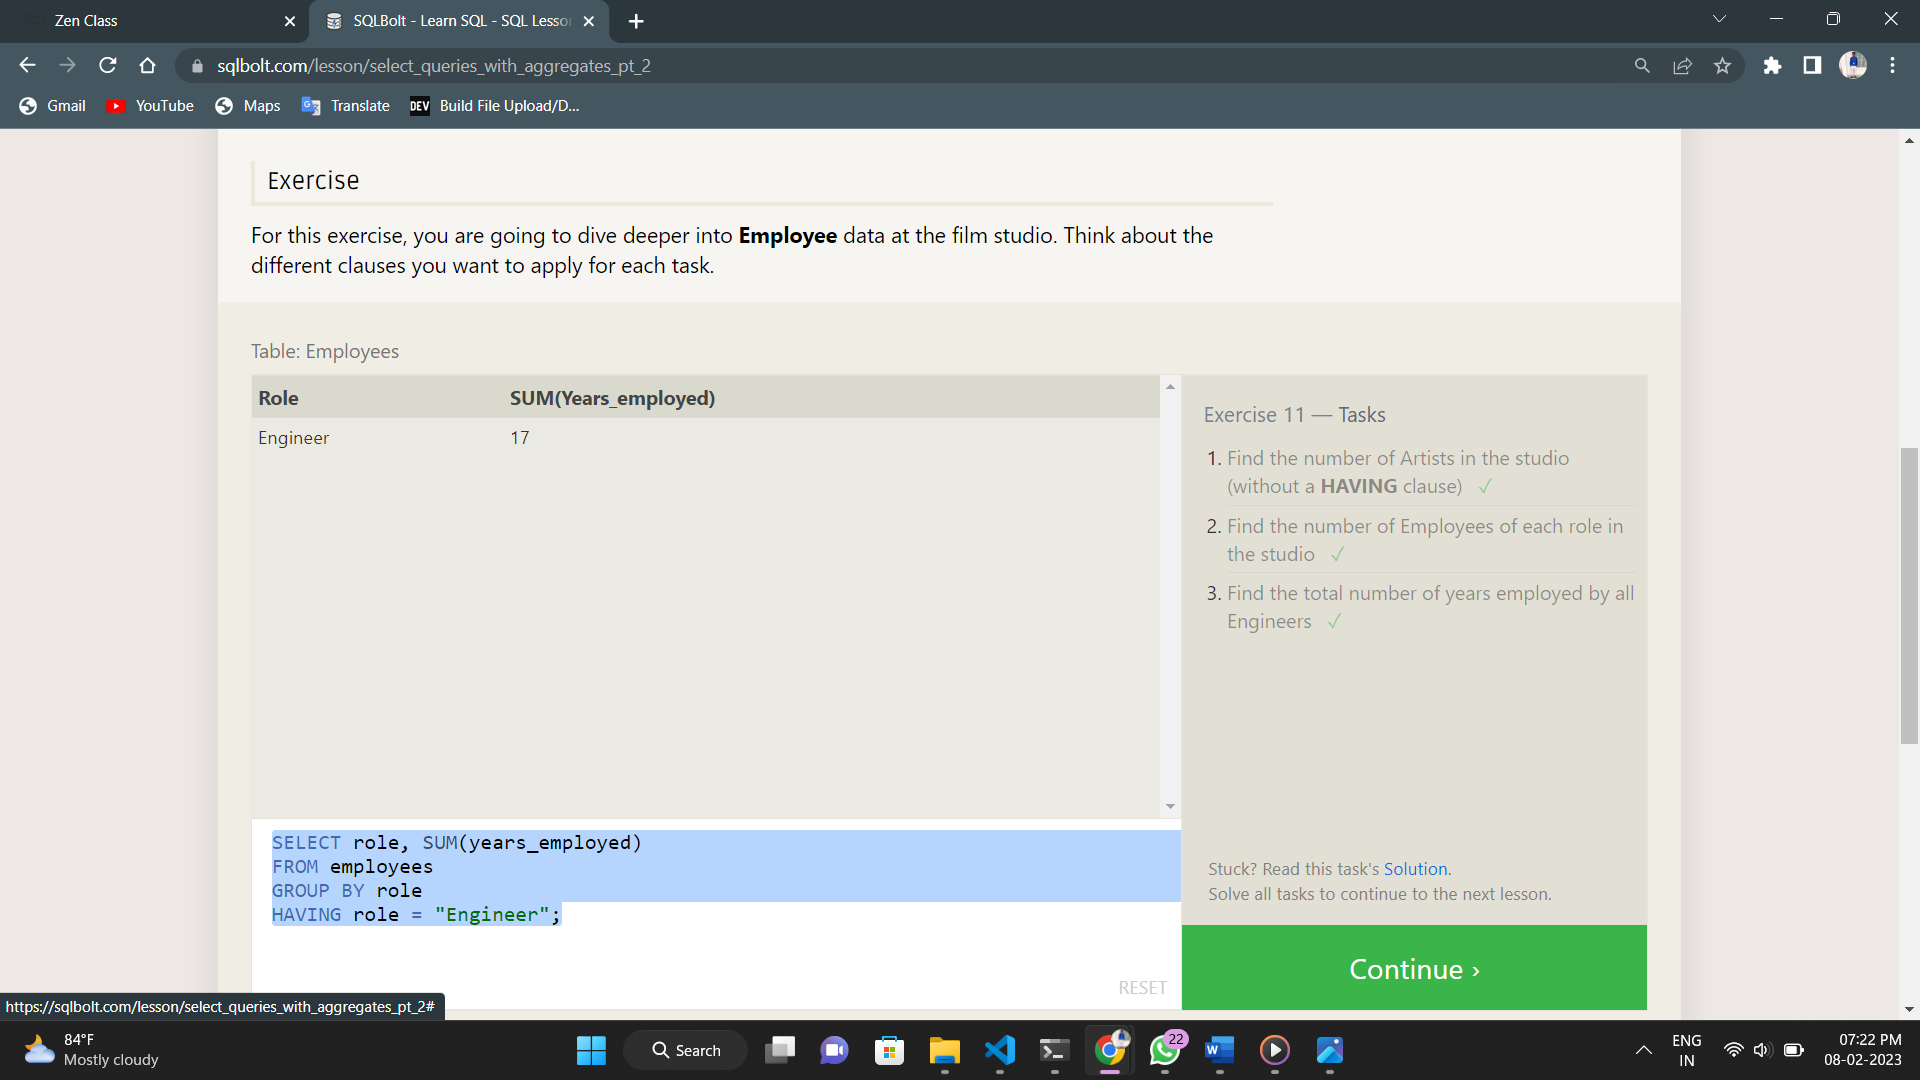 Zen Class
SQLBolt - Learn SQL - SQL Lesson
sqlbolt.com/lesson/select_queries_with_aggregates_pt_2
Gmail YouTube Maps Translate DEV Build File Upload/D...
Exercise
For this exercise, you are going to dive deeper into Employee data at the film studio. Think about the
different clauses you want to apply for each task.
Table: Employees
Role SUM(Years_employed)
Engineer 17
SELECT role, SUM(years_employed)
FROM employees
GROUP BY role
HAVING role = "Engineer";
RESET
Exercise 11 — Tasks
1. Find the number of Artists in the studio
(without a HAVING clause) ✓
2. Find the number of Employees of each role in
the studio ✓
3. Find the total number of years employed by all
Engineers ✓
Stuck? Read this task's Solution.
Solve all tasks to continue to the next lesson.
Continue ›
https://sqlbolt.com/lesson/select_queries_with_aggregates_pt_2#
84°F
Mostly cloudy
Search
22
ENG
IN
07:22 PM
08-02-2023